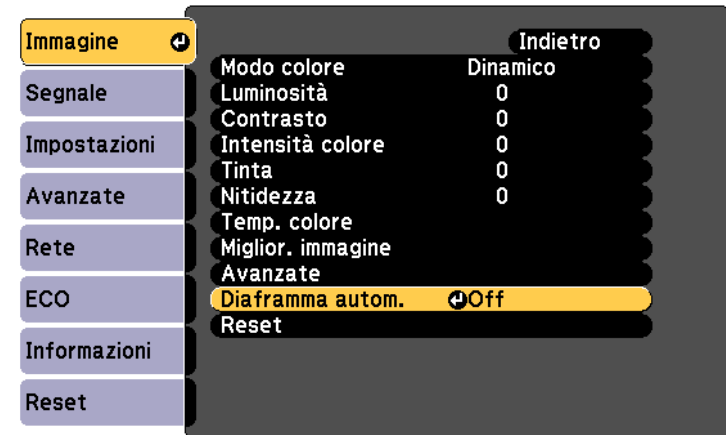 Immagine
Segnale
Impostazioni
Avanzate
Rete
ECO
Informazioni
Reset
Indietro
Modo colore Dinamico
Luminosità 0
Contrasto 0
Intensità colore 0
Tinta 0
Nitidezza 0
Temp. colore
Miglior. immagine
Avanzate
Diaframma autom. Off
Reset